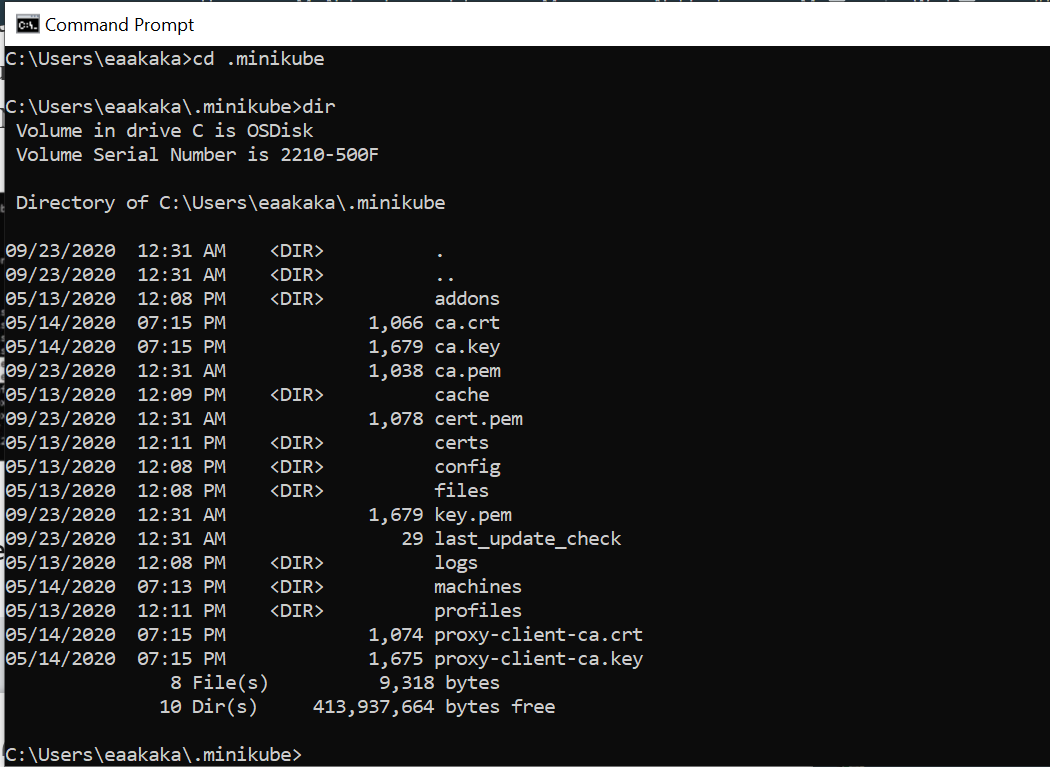 Command Prompt
C:\Users\eaakaka>cd .minikube
C:\Users\eaakaka\.minikube>dir
 Volume in drive C is OSDisk
 Volume Serial Number is 2210-500F
 Directory of C:\Users\eaakaka\.minikube
09/23/2020  12:31 AM    <DIR>          .
09/23/2020  12:31 AM    <DIR>          ..
05/13/2020  12:08 PM    <DIR>          addons
05/14/2020  07:15 PM             1,066 ca.crt
05/14/2020  07:15 PM             1,679 ca.key
09/23/2020  12:31 AM             1,038 ca.pem
05/13/2020  12:09 PM    <DIR>          cache
09/23/2020  12:31 AM             1,078 cert.pem
05/13/2020  12:11 PM    <DIR>          certs
05/13/2020  12:08 PM    <DIR>          config
05/13/2020  12:08 PM    <DIR>          files
09/23/2020  12:31 AM             1,679 key.pem
09/23/2020  12:31 AM                29 last_update_check
05/13/2020  12:08 PM    <DIR>          logs
05/14/2020  07:13 PM    <DIR>          machines
05/13/2020  12:11 PM    <DIR>          profiles
05/14/2020  07:15 PM             1,074 proxy-client-ca.crt
05/14/2020  07:15 PM             1,675 proxy-client-ca.key
               8 File(s)          9,318 bytes
              10 Dir(s)     413,937,664 bytes free
C:\Users\eaakaka\.minikube>